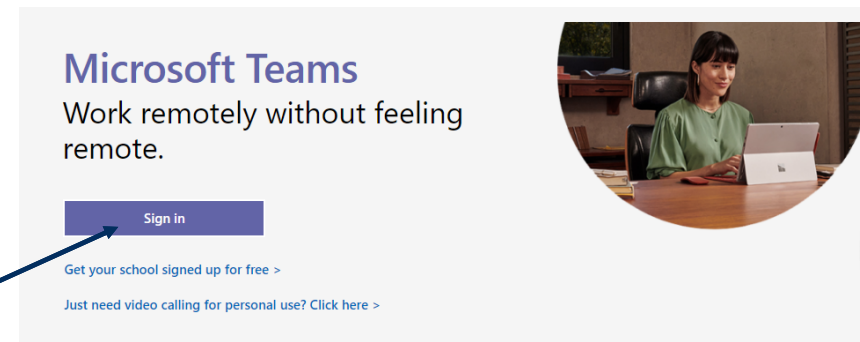 Microsoft Teams
Work remotely without feeling
remote.
Sign in
Get your school signed up for free >
Just need video calling for personal use? Click here >